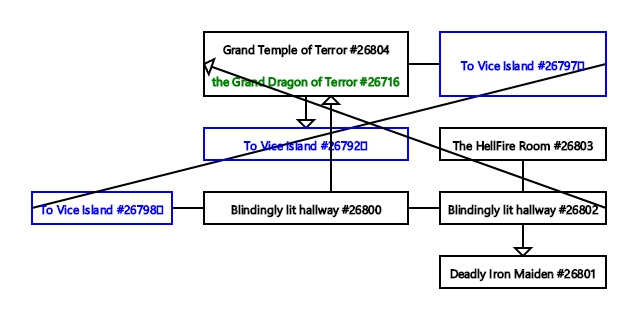 Grand Temple of Terror #26804
the Grand Dragon of Terror #26716
To Vice Island #26797
To Vice Island #26792
The HellFire Room #26803
To Vice Island #26798
Blindingly lit hallway #26800
Blindingly lit hallway #26802
Deadly Iron Maiden #26801